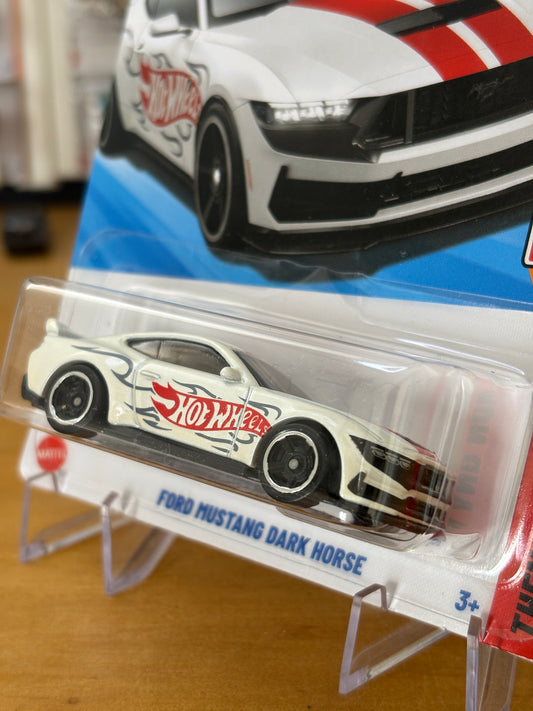 HOT WHEELS
HOT WHEELS
MATTEL
FORD MUSTANG DARK HORSE
3+